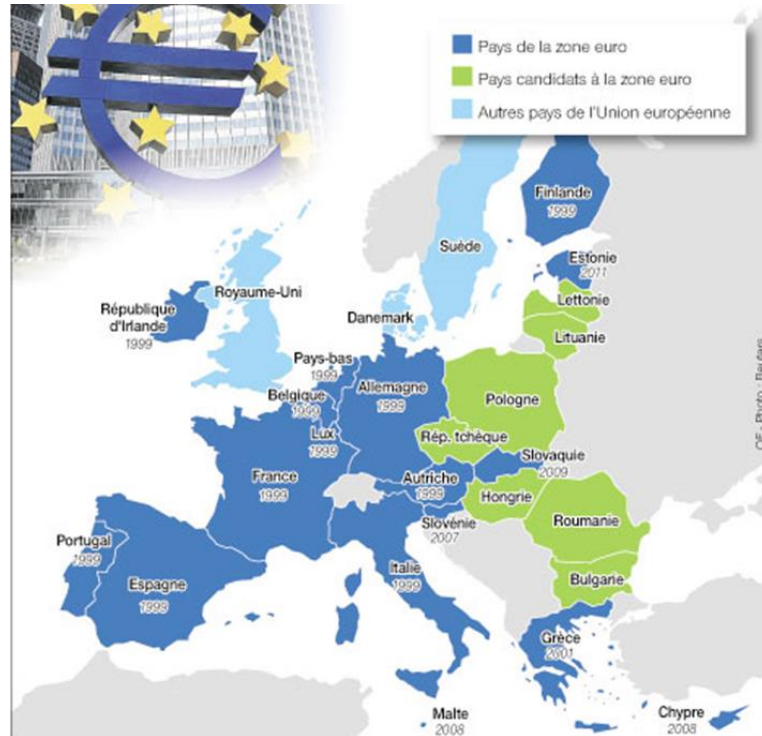 Pays de la zone euro
Pays candidats à la zone euro
Autres pays de l'Union européenne
Finlande
1999
Suède
Estonie
2011
Royaume-Uni
République
d'Irlande
1999
Danemark
Lettonie
Lituanie
Pays-bas
1999
Allemagne
1999
Belgique
1999
Pologne
Lux
1999
Rép. tchèque
Slovaquie
2009
France
1999
Autriche
1999
Hongrie
Slovénie
2007
Roumanie
Portugal
1999
Espagne
1999
Italie
1999
Bulgarie
Grèce
2001
Malte
2008
Chypre
2008
OF - Photo : Reuters